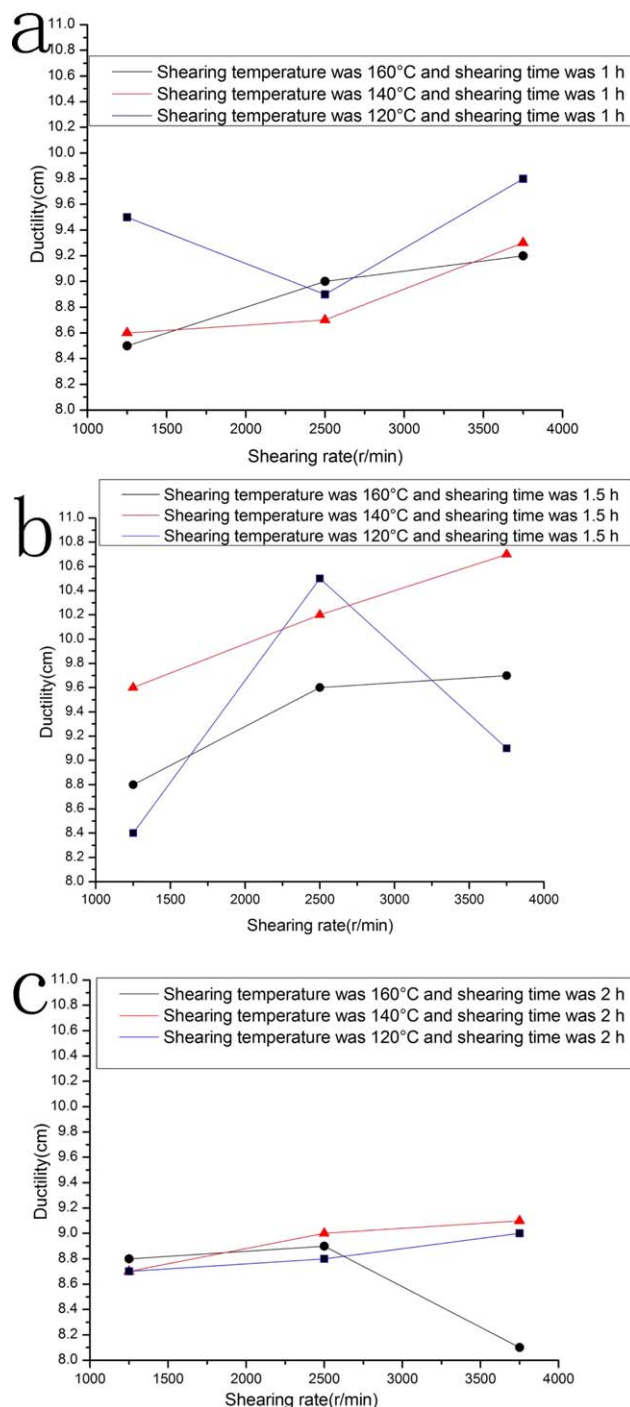 a
Shearing temperature was 160°C and shearing time was 1 h
Shearing temperature was 140°C and shearing time was 1 h
Shearing temperature was 120°C and shearing time was 1 h
11.0
10.8
10.6
10.4
10.2
10.0
9.8
9.6
9.4
9.2
9.0
8.8
8.6
8.4
8.2
8.0
Ductility(cm)
1000 1500 2000 2500 3000 3500 4000
Shearing rate(r/min)
b
Shearing temperature was 160°C and shearing time was 1.5 h
Shearing temperature was 140°C and shearing time was 1.5 h
Shearing temperature was 120°C and shearing time was 1.5 h
11.0
10.8
10.6
10.4
10.2
10.0
9.8
9.6
9.4
9.2
9.0
8.8
8.6
8.4
8.2
8.0
Ductility(cm)
1000 1500 2000 2500 3000 3500 4000
Shearing rate(r/min)
c
Shearing temperature was 160°C and shearing time was 2 h
Shearing temperature was 140°C and shearing time was 2 h
Shearing temperature was 120°C and shearing time was 2 h
11.0
10.8
10.6
10.4
10.2
10.0
9.8
9.6
9.4
9.2
9.0
8.8
8.6
8.4
8.2
8.0
Ductility(cm)
1000 1500 2000 2500 3000 3500 4000
Shearing rate(r/min)